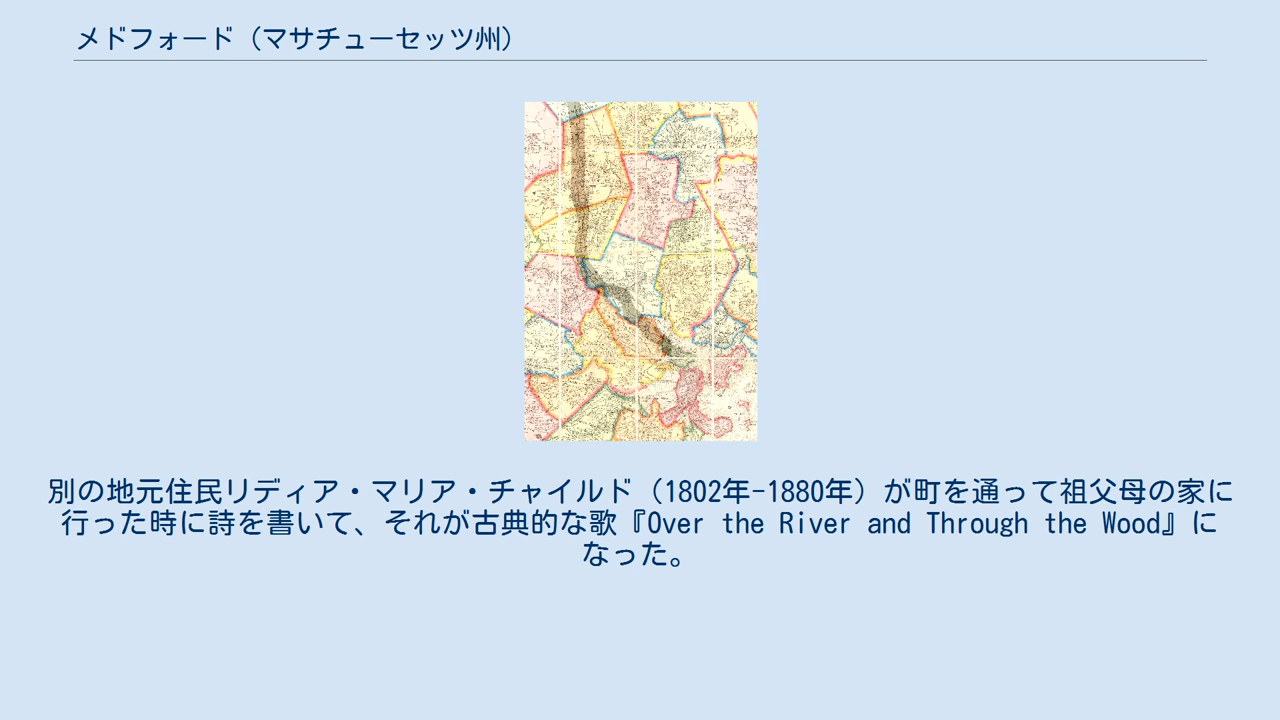 メドフォード（マサチューセッツ州）
別の地元住民リディア・マリア・チャイルド（1802年-1880年）が町を通って祖父母の家に
行った時に詩を書いて、それが古典的な歌『Over the River and Through the Wood』に
なった。